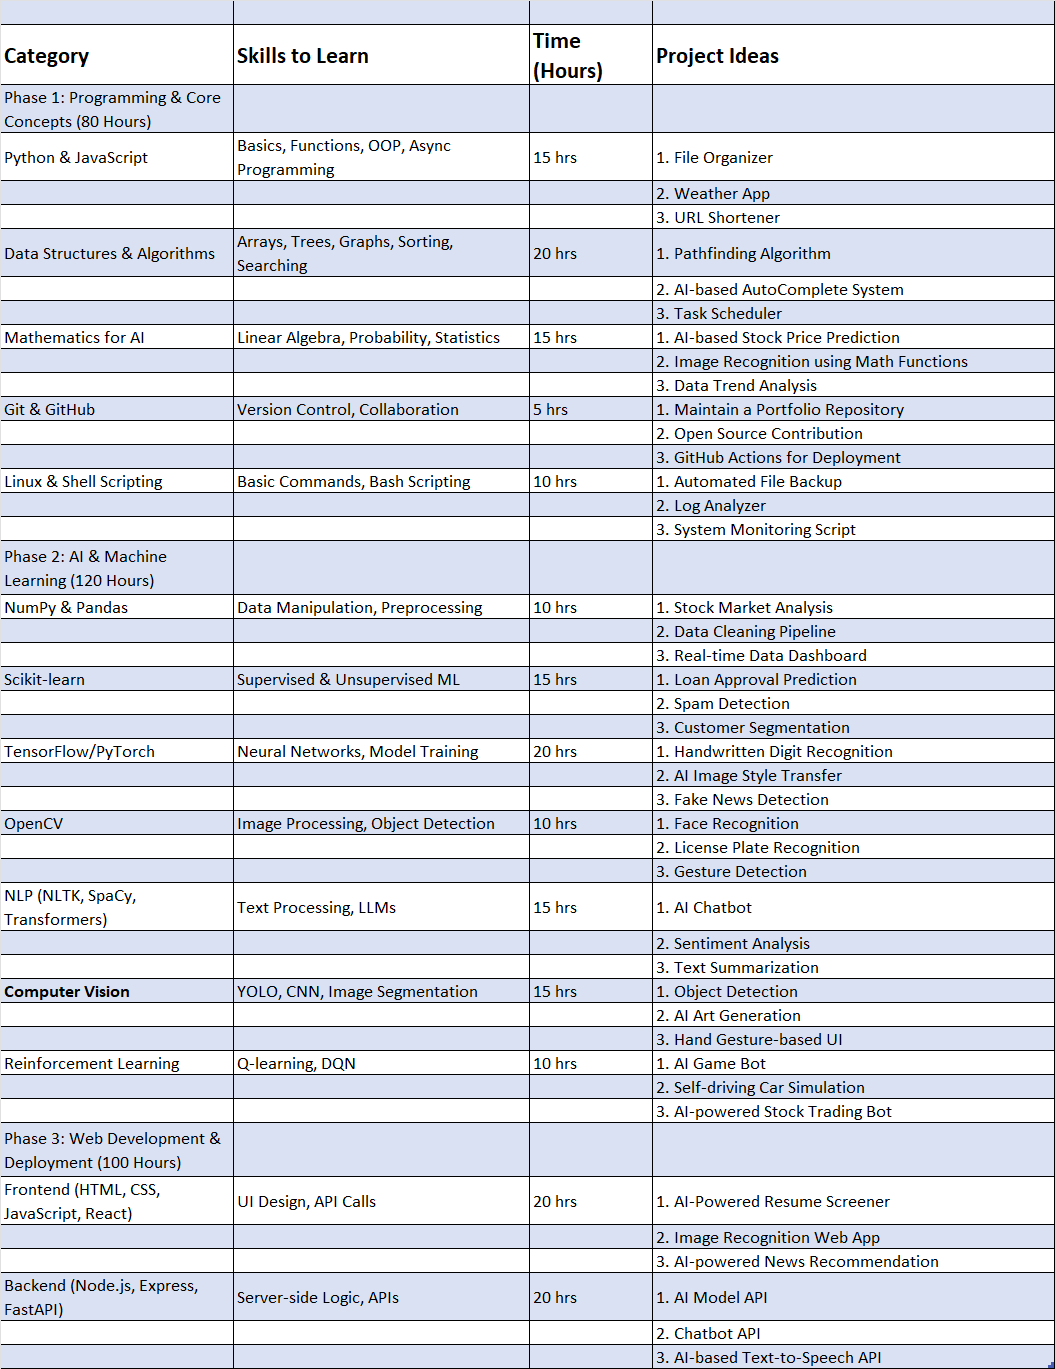 Category Skills to Learn Time (Hours) Project Ideas
Phase 1: Programming & Core
Concepts (80 Hours)
Python & JavaScript Basics, Functions, OOP, Async Programming 15 hrs 1. File Organizer
2. Weather App
3. URL Shortener
Data Structures & Algorithms Arrays, Trees, Graphs, Sorting, Searching 20 hrs 1. Pathfinding Algorithm
2. AI-based AutoComplete System
3. Task Scheduler
Mathematics for AI Linear Algebra, Probability, Statistics 15 hrs 1. AI-based Stock Price Prediction
2. Image Recognition using Math Functions
3. Data Trend Analysis
Git & GitHub Version Control, Collaboration 5 hrs 1. Maintain a Portfolio Repository
2. Open Source Contribution
3. GitHub Actions for Deployment
Linux & Shell Scripting Basic Commands, Bash Scripting 10 hrs 1. Automated File Backup
2. Log Analyzer
3. System Monitoring Script
Phase 2: AI & Machine
Learning (120 Hours)
NumPy & Pandas Data Manipulation, Preprocessing 10 hrs 1. Stock Market Analysis
2. Data Cleaning Pipeline
3. Real-time Data Dashboard
Scikit-learn Supervised & Unsupervised ML 15 hrs 1. Loan Approval Prediction
2. Spam Detection
3. Customer Segmentation
TensorFlow/PyTorch Neural Networks, Model Training 20 hrs 1. Handwritten Digit Recognition
2. AI Image Style Transfer
3. Fake News Detection
OpenCV Image Processing, Object Detection 10 hrs 1. Face Recognition
2. License Plate Recognition
3. Gesture Detection
NLP (NLTK, SpaCy, Transformers) Text Processing, LLMs 15 hrs 1. AI Chatbot
2. Sentiment Analysis
3. Text Summarization
Computer Vision YOLO, CNN, Image Segmentation 15 hrs 1. Object Detection
2. AI Art Generation
3. Hand Gesture-based UI
Reinforcement Learning Q-learning, DQN 10 hrs 1. AI Game Bot
2. Self-driving Car Simulation
3. AI-powered Stock Trading Bot
Phase 3: Web Development &
Deployment (100 Hours)
Frontend (HTML, CSS, JavaScript, React) UI Design, API Calls 20 hrs 1. AI-Powered Resume Screener
2. Image Recognition Web App
3. AI-powered News Recommendation
Backend (Node.js, Express, FastAPI) Server-side Logic, APIs 20 hrs 1. AI Model API
2. Chatbot API
3. AI-based Text-to-Speech API